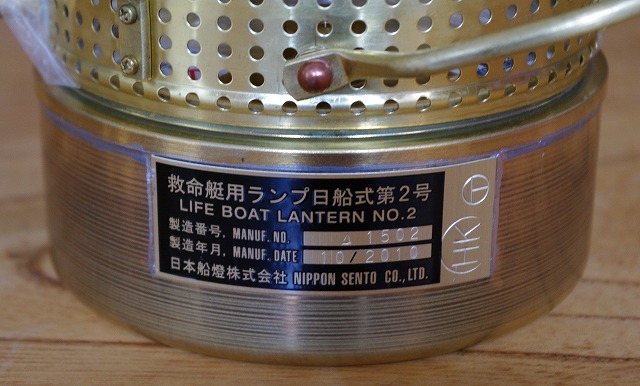 救命艇用ランプ日船式第2号
LIFE BOAT LANTERN NO.2
製造番号. MANUF. NO. A 1502
製造年月. MANUF. DATE 10/2010
日本船燈株式会社 NIPPON SENTO CO., LTD.
HK